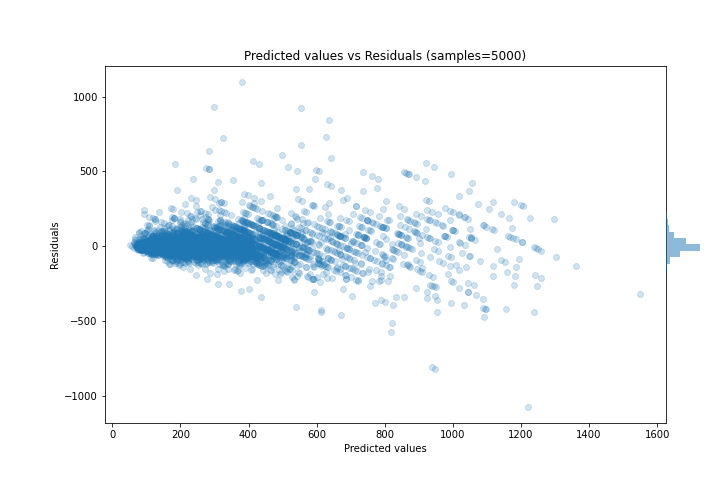 Predicted values vs Residuals (samples=5000)
1000
500
0
−500
−1000
Residuals
0 200 400 600 800 1000 1200 1400 1600
Predicted values